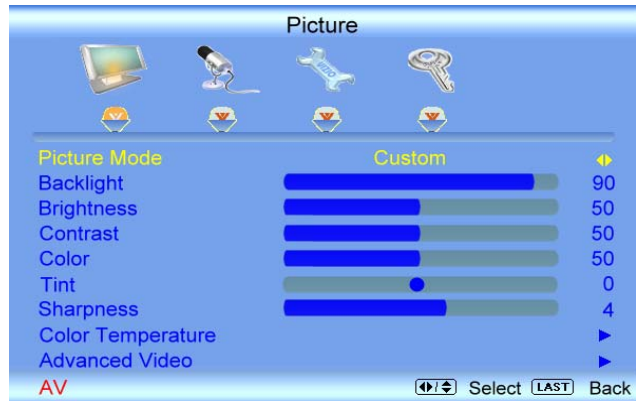 Picture
VIZIO
Picture Mode Custom
Backlight 90
Brightness 50
Contrast 50
Color 50
Tint 0
Sharpness 4
Color Temperature
Advanced Video
AV Select LAST Back